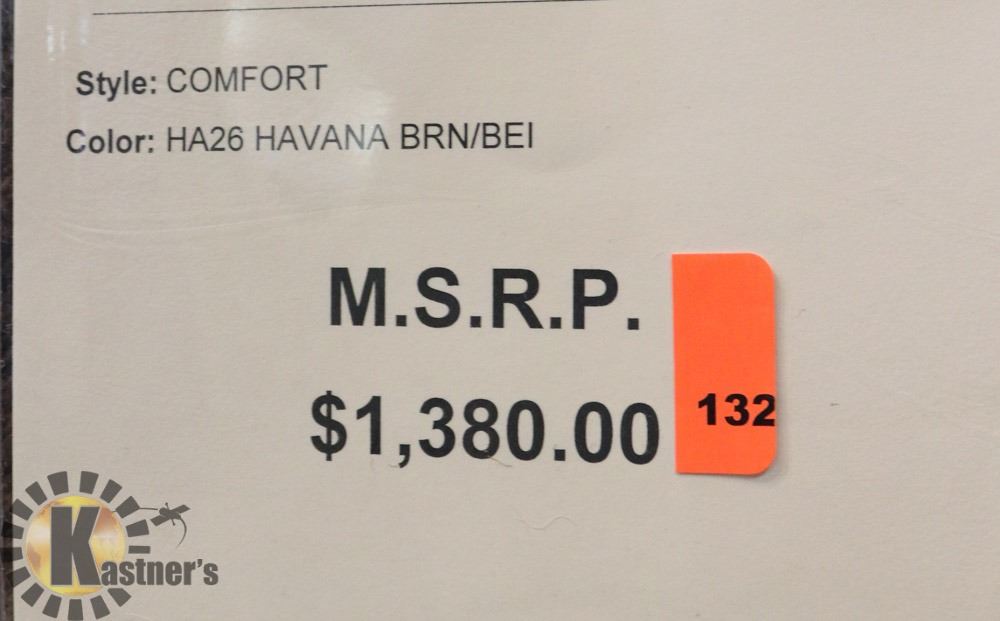 Style: COMFORT
Color: HA26 HAVANA BRN/BEI
M.S.R.P.
$1,380.00
132
Kastner's